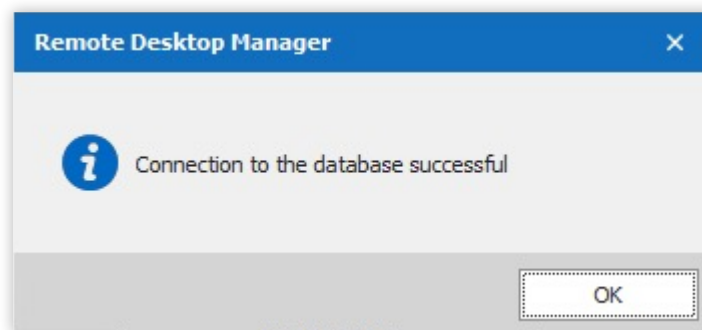 Remote Desktop Manager
Connection to the database successful
OK